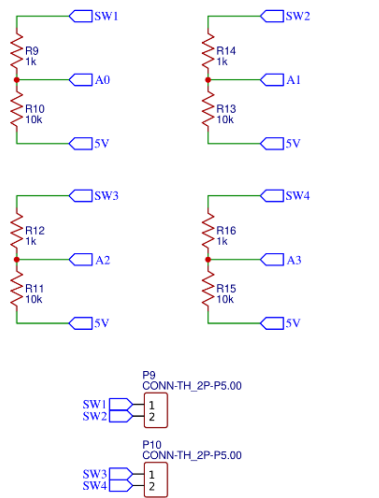 SW1
R9
1k
A0
R10
10k
5V
SW2
R14
1k
A1
R13
10k
5V
SW3
R12
1k
A2
R11
10k
5V
SW4
R16
1k
A3
R15
10k
5V
P9
CONN-TH_2P-P5.00
SW1 1
SW2 2
P10
CONN-TH_2P-P5.00
SW3 1
SW4 2